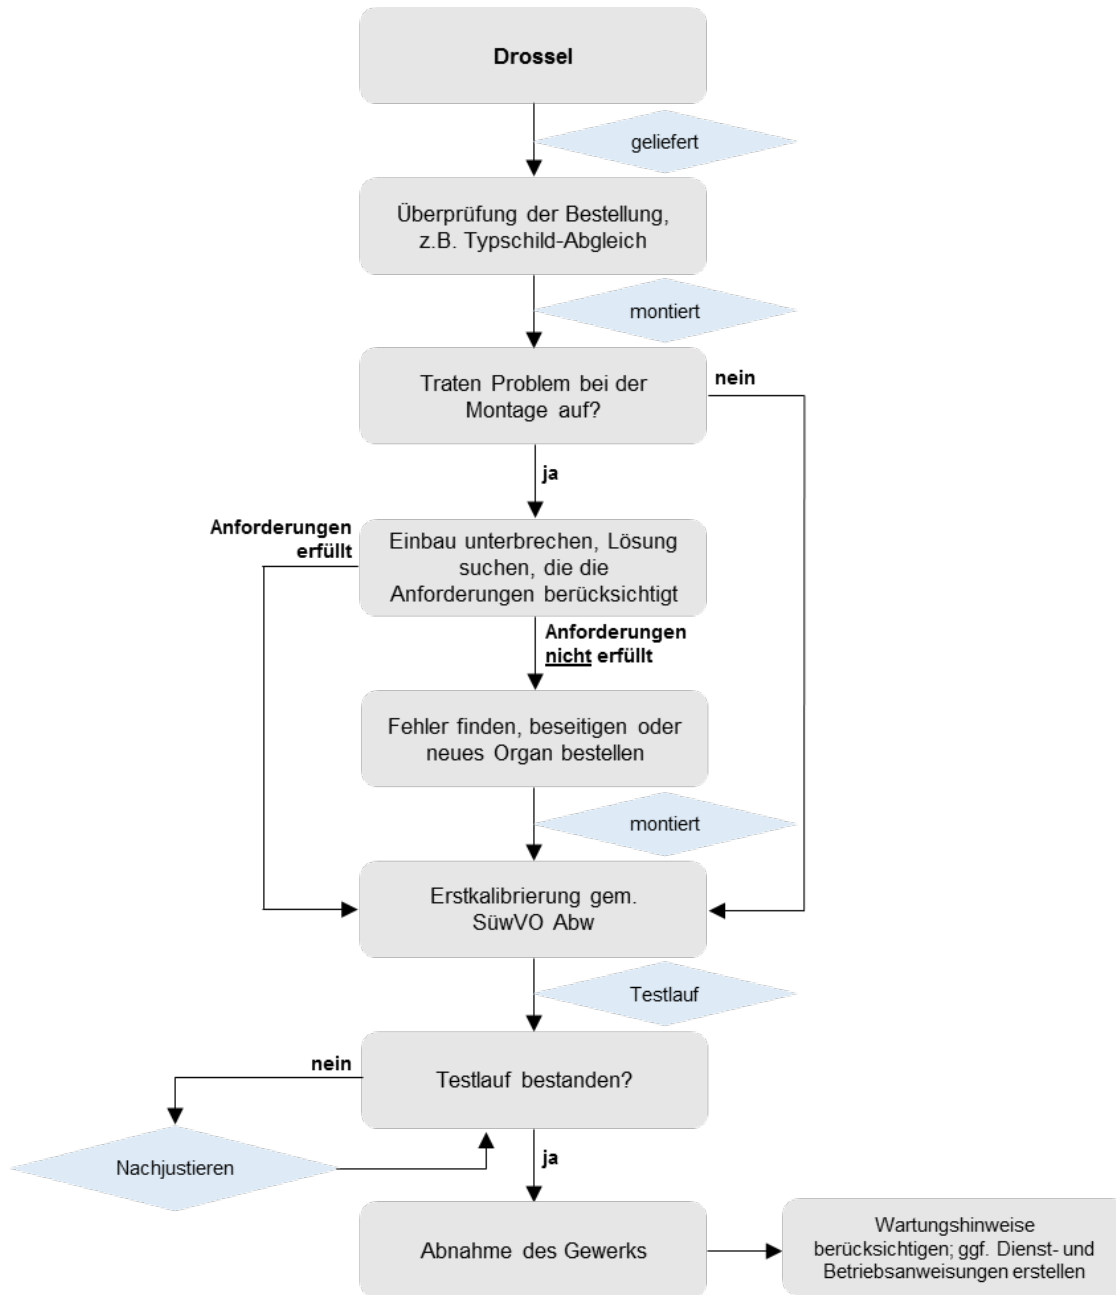 Drossel
geliefert
Überprüfung der Bestellung,
z.B. Typschild-Abgleich
montiert
Traten Problem bei der
Montage auf?
nein
ja
Anforderungen
erfüllt
Einbau unterbrechen, Lösung
suchen, die die
Anforderungen berücksichtigt
Anforderungen
nicht erfüllt
Fehler finden, beseitigen oder
neues Organ bestellen
montiert
Erstkalibrierung gem.
SüwVO Abw
Testlauf
nein
Testlauf bestanden?
Nachjustieren
ja
Abnahme des Gewerks
Wartungshinweise
berücksichtigen; ggf. Dienst- und
Betriebsanweisungen erstellen